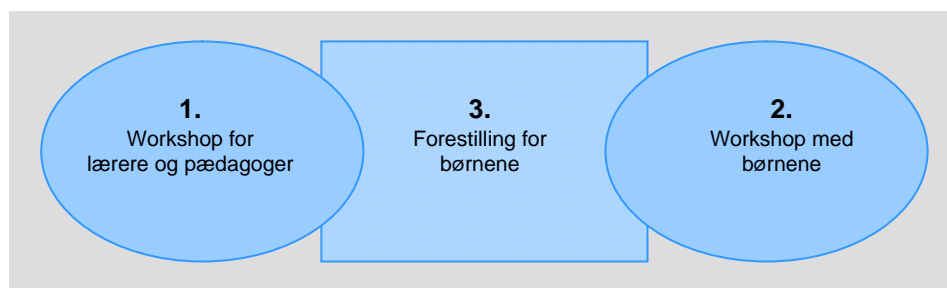 1.
Workshop for
lærere og pædagoger
3.
Forestilling for
børnene
2.
Workshop med
børnene